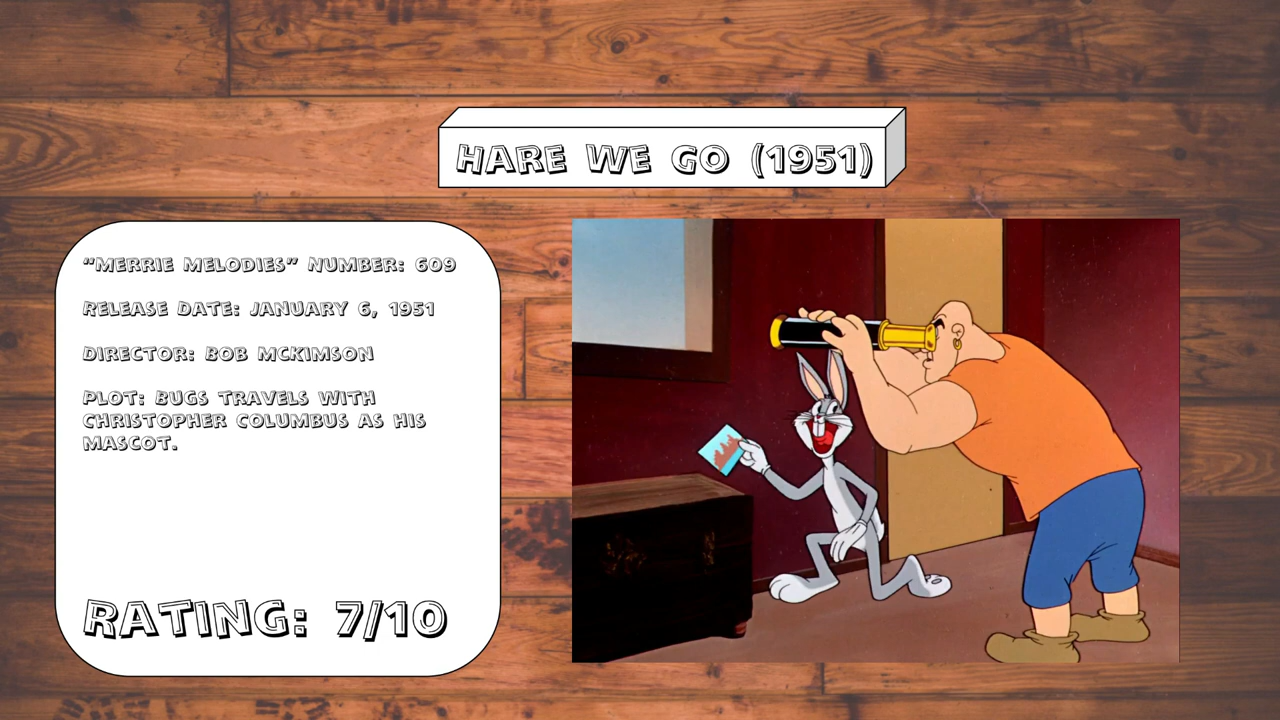 HARE WE GO (1951)
"MERRIE MELODIES" NUMBER: 609
RELEASE DATE: JANUARY 6, 1951
DIRECTOR: BOB MCKIMSON
PLOT: BUGS TRAVELS WITH
CHRISTOPHER COLUMBUS AS HIS
MASCOT.
RATING: 7/10